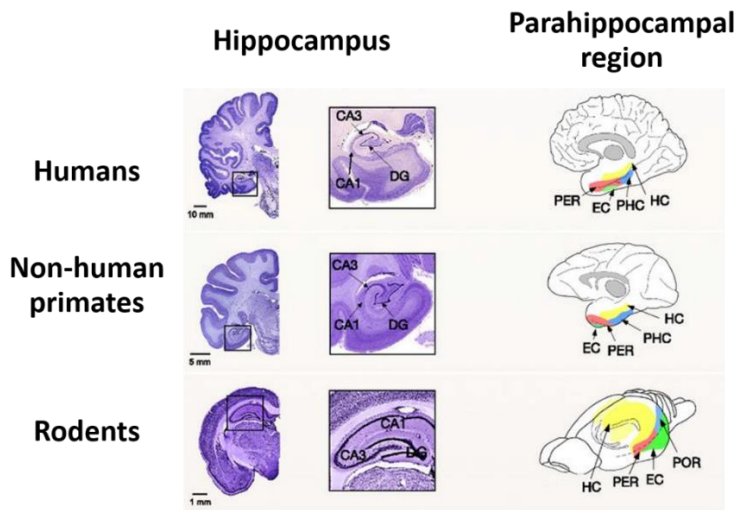 Hippocampus
Parahippocampal
region
Humans
CA3
CA1
DG
10 mm
PER
EC
PHC
HC
Non-human
primates
CA3
CA1
DG
5 mm
HC
PHC
EC
PER
Rodents
CA1
CA3
DG
1 mm
POR
HC
PER
EC